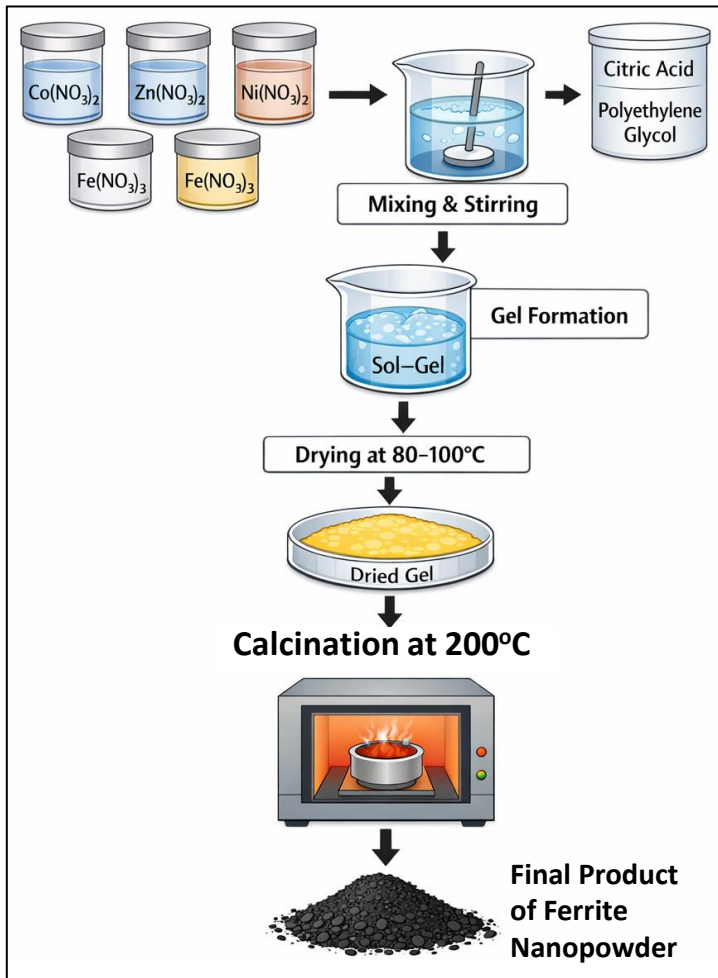 Co(NO₃)₂
Zn(NO₃)₂
Ni(NO₃)₂
Fe(NO₃)₃
Fe(NO₃)₃
Citric Acid
Polyethylene
Glycol
Mixing & Stirring
Sol–Gel
Gel Formation
Drying at 80–100°C
Dried Gel
Calcination at 200°C
Final Product
of Ferrite
Nanopowder